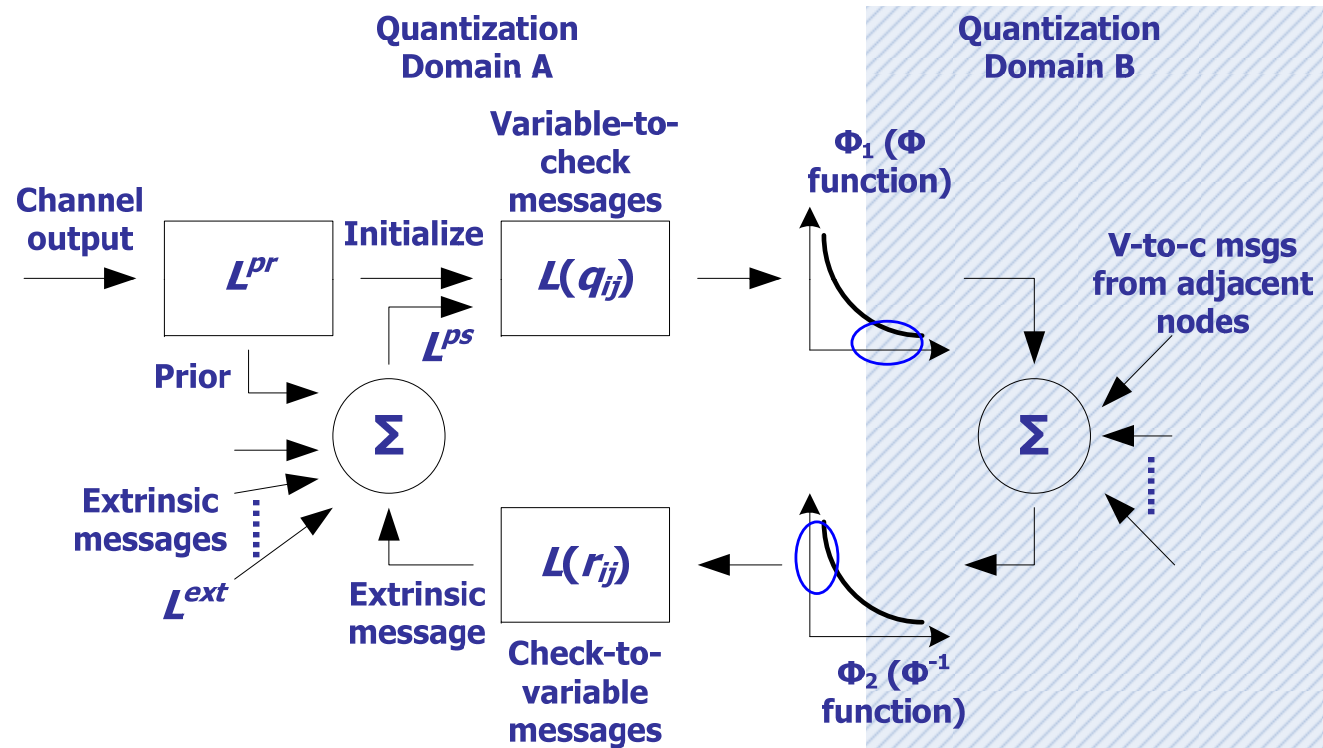 Quantization
Domain A
Quantization
Domain B
Variable-to-
check
messages
Φ₁ (Φ
function)
Channel
output
L^pr
Initialize
L(q_ij)
V-to-c msgs
from adjacent
nodes
L^ps
Prior
Σ
Σ
Extrinsic
messages
L^ext
Extrinsic
message
L(r_ij)
Check-to-
variable
messages
Φ₂ (Φ⁻¹
function)